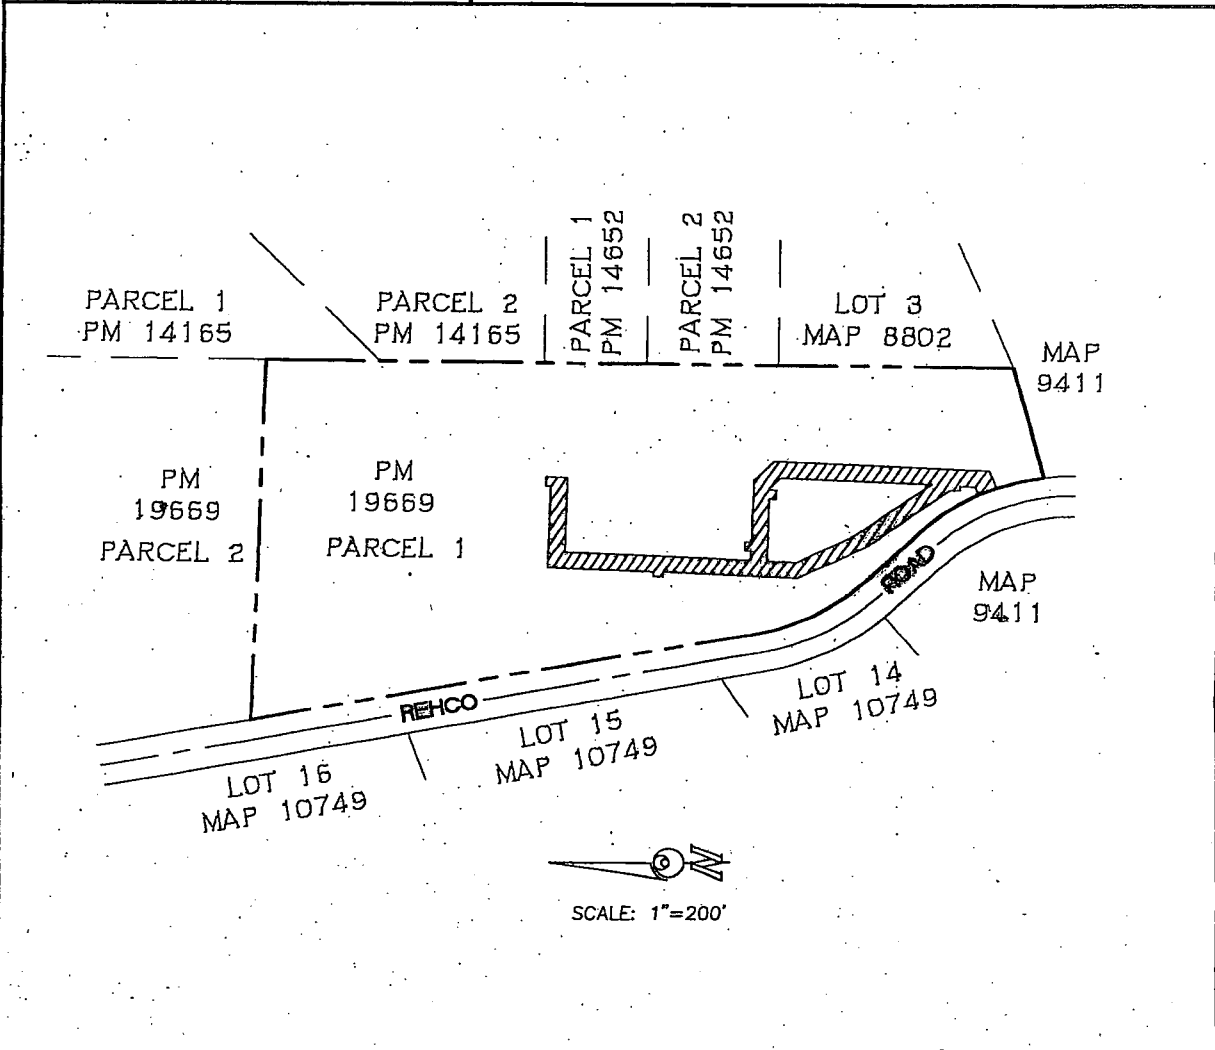 PARCEL 1
PM 14165
PARCEL 2
PM 14165
PARCEL 1
PM 14652
PARCEL 2
PM 14652
LOT 3
MAP 8802
MAP
9411
PM
19669
PARCEL 2
PM
19669
PARCEL 1
REHCO
ROAD
MAP
9411
LOT 14
MAP 10749
LOT 15
MAP 10749
LOT 16
MAP 10749
N
SCALE: 1"=200'